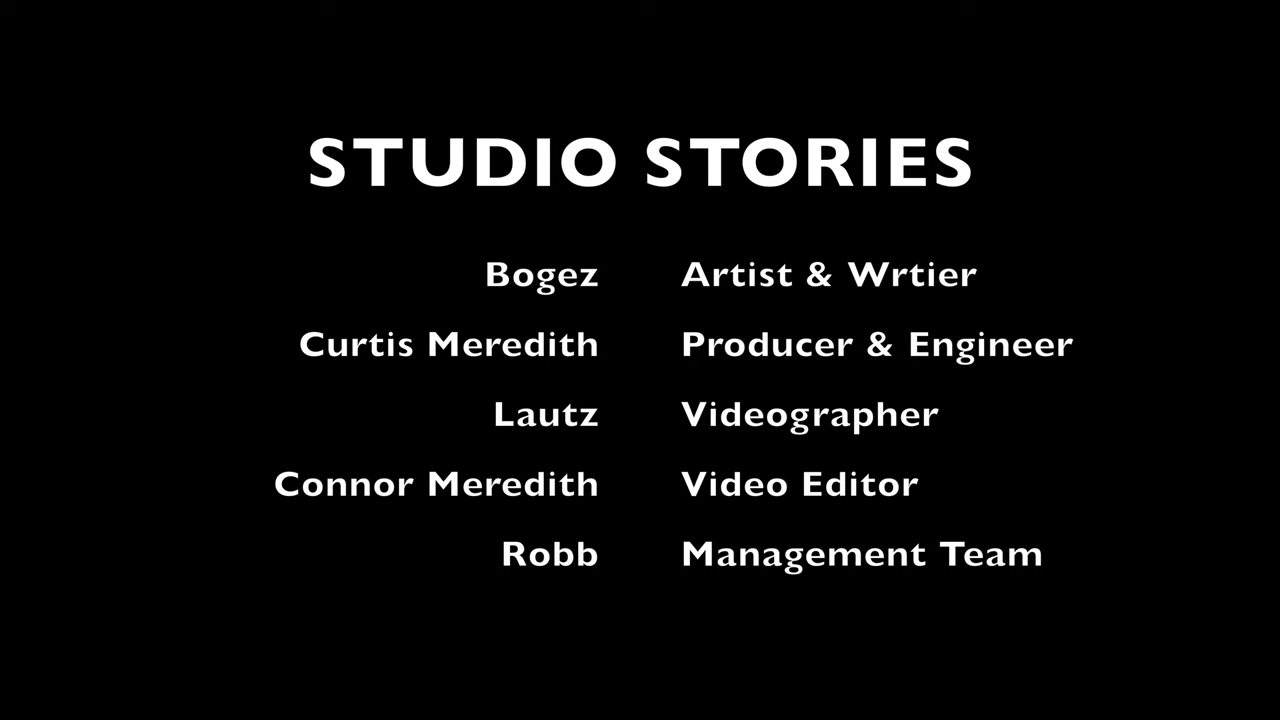 STUDIO STORIES
Bogez Artist & Wrtier
Curtis Meredith Producer & Engineer
Lautz Videographer
Connor Meredith Video Editor
Robb Management Team